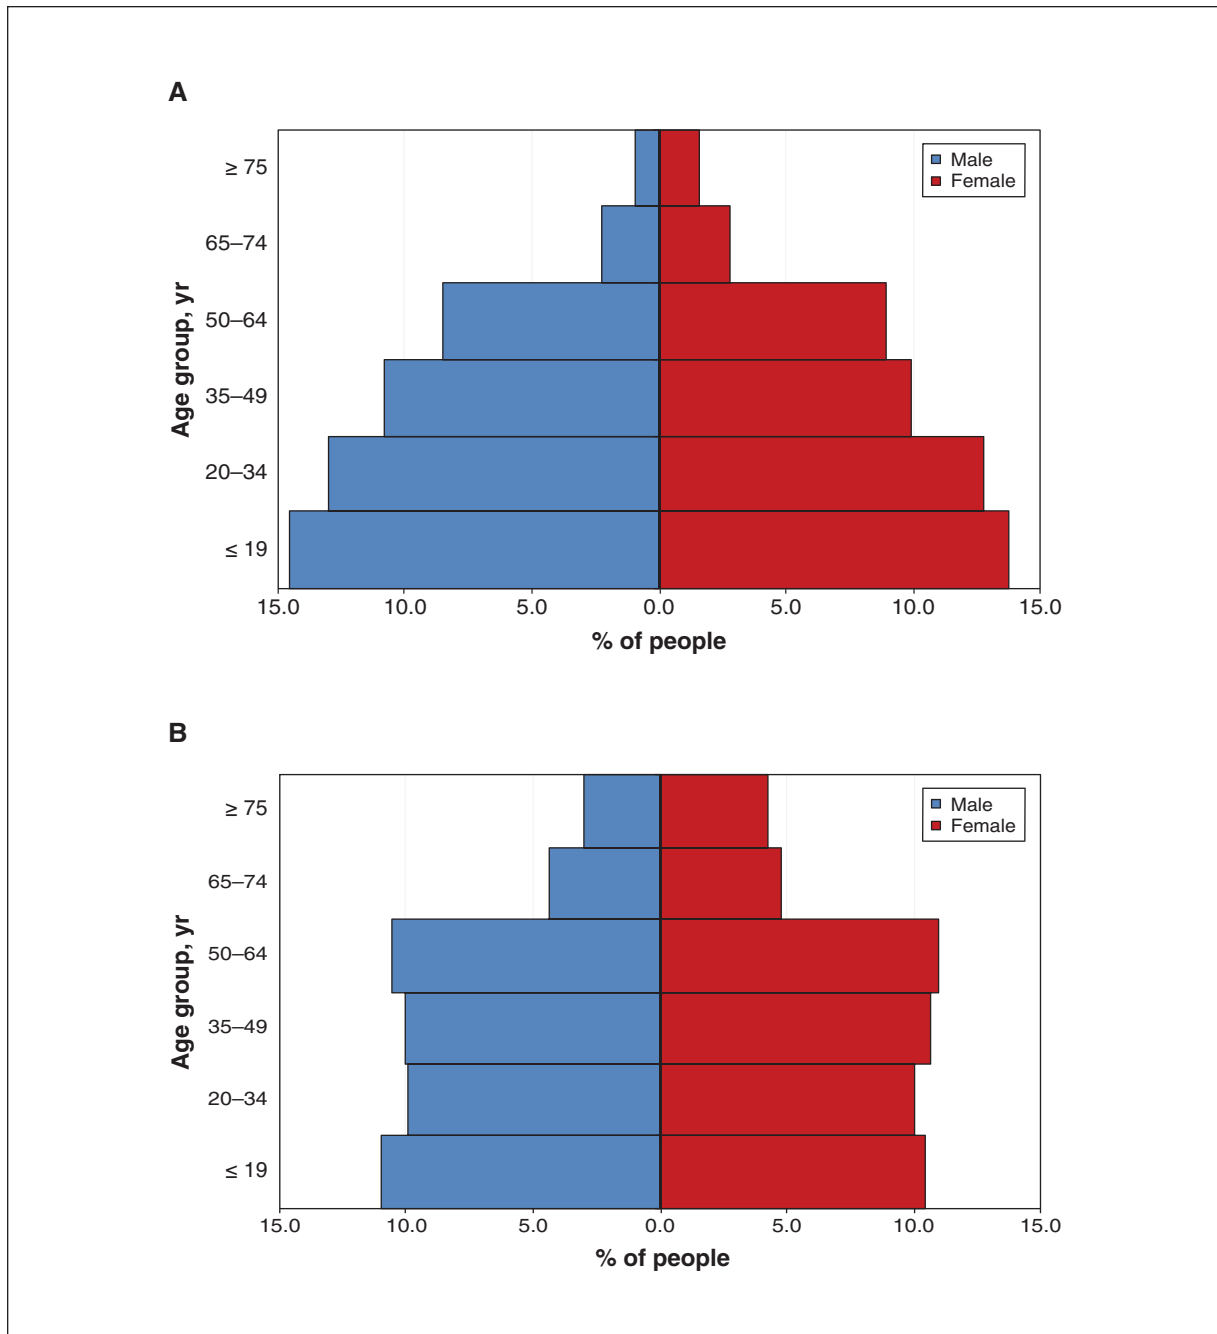 A
≥ 75
65–74
50–64
35–49
20–34
≤ 19
Age group, yr
Male
Female
15.0 10.0 5.0 0.0 5.0 10.0 15.0
% of people
B
≥ 75
65–74
50–64
35–49
20–34
≤ 19
Age group, yr
Male
Female
15.0 10.0 5.0 0.0 5.0 10.0 15.0
% of people